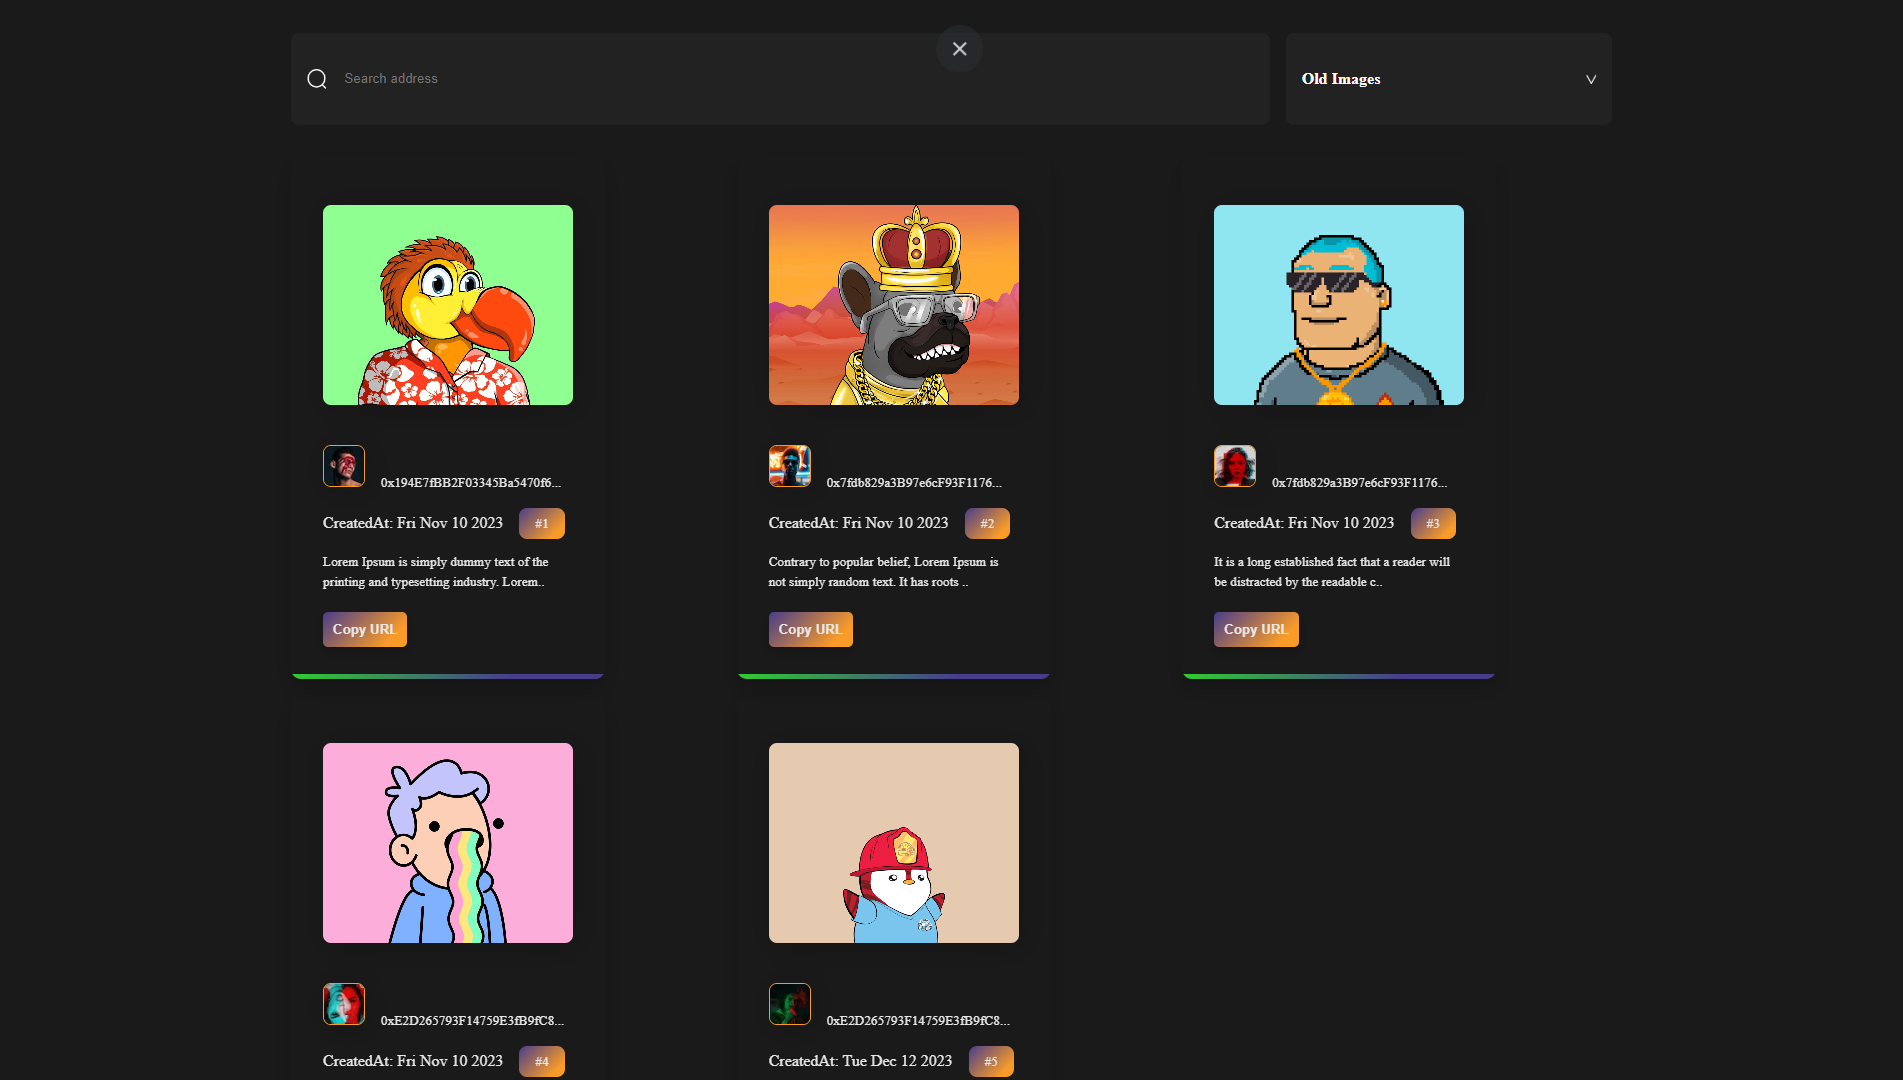 Search address
Old Images
0x194E7fBB2F03345Ba5470f6...
0x7fdb829a3B97e6cF93F1176...
0x7fdb829a3B97e6cF93F1176...
CreatedAt: Fri Nov 10 2023
#1
CreatedAt: Fri Nov 10 2023
#2
CreatedAt: Fri Nov 10 2023
#3
Lorem Ipsum is simply dummy text of the
printing and typesetting industry. Lorem..
Contrary to popular belief, Lorem Ipsum is
not simply random text. It has roots ..
It is a long established fact that a reader will
be distracted by the readable c..
Copy URL
Copy URL
Copy URL
0xE2D265793F14759E3fB9fC8...
0xE2D265793F14759E3fB9fC8...
CreatedAt: Fri Nov 10 2023
#4
CreatedAt: Tue Dec 12 2023
#5